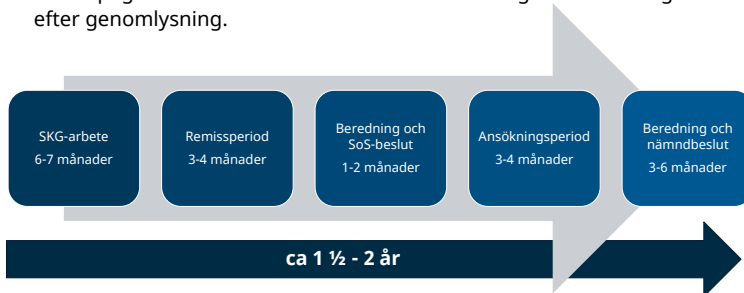 efter genomlysning.
SKG-arbete
6-7 månader
Remissperiod
3-4 månader
Beredning och
SoS-beslut
1-2 månader
Ansökningsperiod
3-4 månader
Beredning och
nämndbeslut
3-6 månader
ca 1 ½ - 2 år